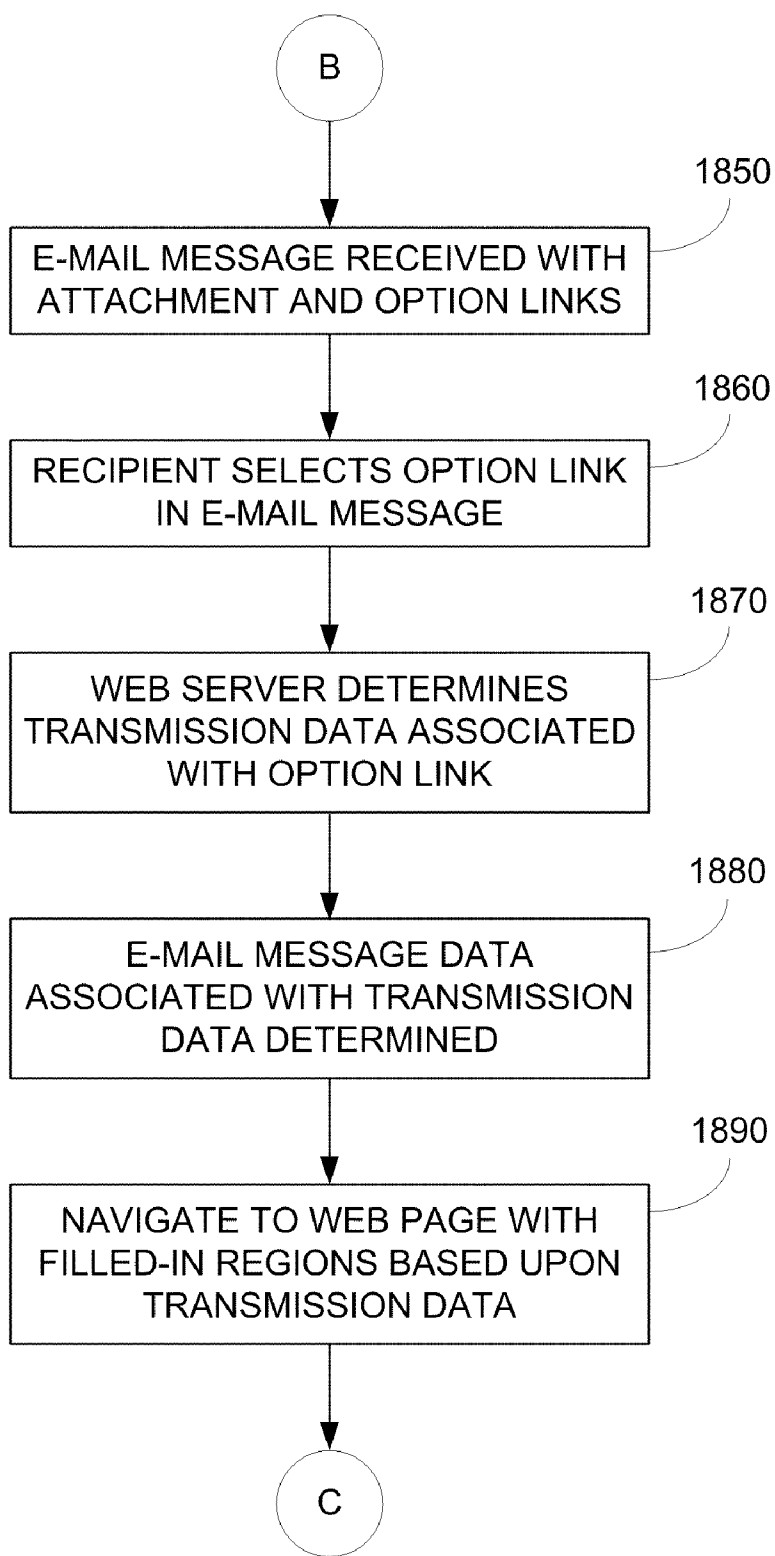 B
1850
E-MAIL MESSAGE RECEIVED WITH
ATTACHMENT AND OPTION LINKS
1860
RECIPIENT SELECTS OPTION LINK
IN E-MAIL MESSAGE
1870
WEB SERVER DETERMINES
TRANSMISSION DATA ASSOCIATED
WITH OPTION LINK
1880
E-MAIL MESSAGE DATA
ASSOCIATED WITH TRANSMISSION
DATA DETERMINED
1890
NAVIGATE TO WEB PAGE WITH
FILLED-IN REGIONS BASED UPON
TRANSMISSION DATA
C